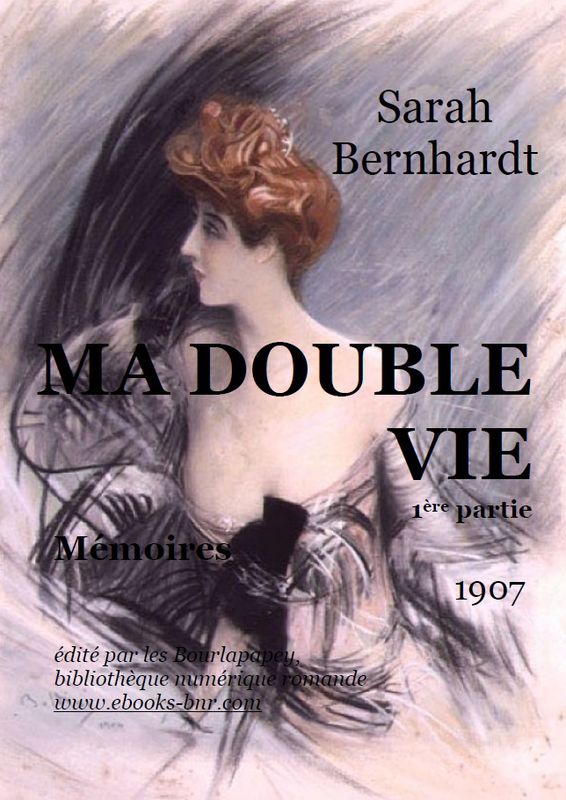 Sarah
Bernhardt
MA DOUBLE
VIE
1ère partie
Mémoires
1907
édité par les Bourlapapey,
bibliothèque numérique romande
www.ebooks-bnr.com